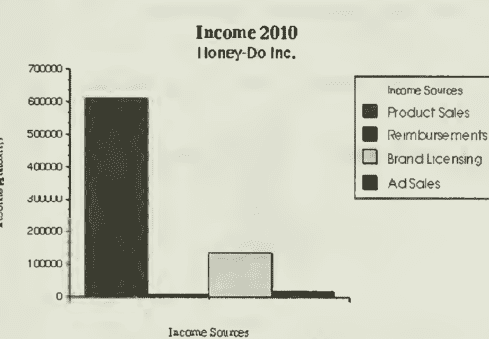 Income 2010
Honey-Do Inc.
700000
600000
500000
400000
300000
200000
100000
0
Income Sources
Income Sources
Product Sales
Reimbursements
Brand Licensing
Ad Sales